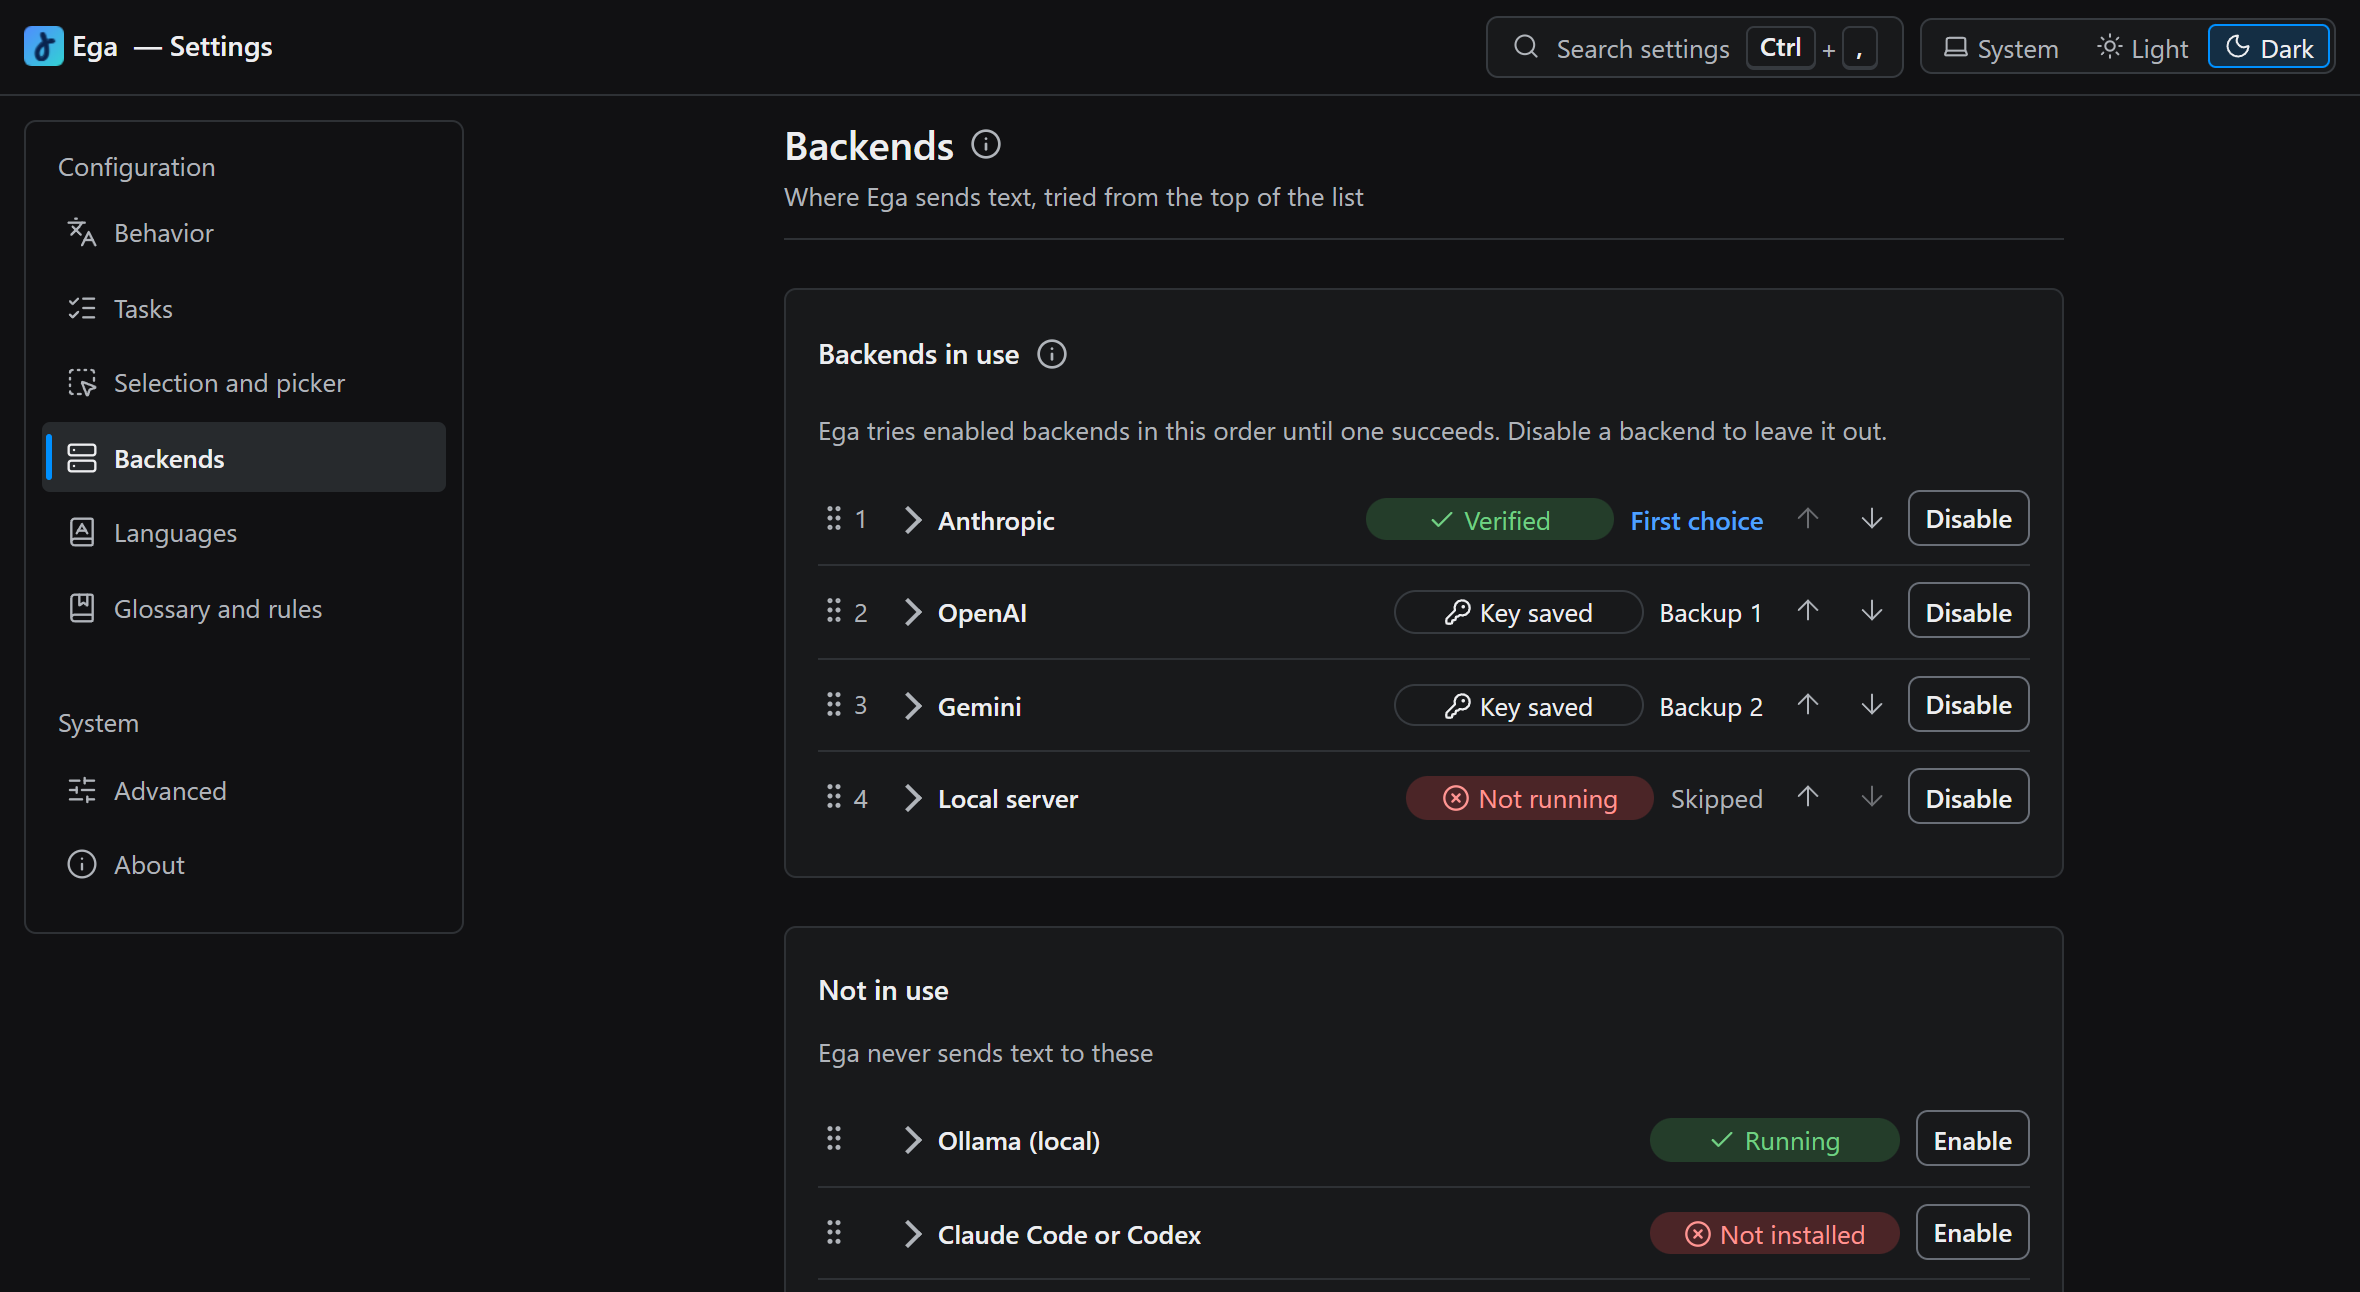 Ega — Settings
Search settings Ctrl + ,
System Light Dark
Configuration
Behavior
Tasks
Selection and picker
Backends
Languages
Glossary and rules
System
Advanced
About
Backends
Where Ega sends text, tried from the top of the list
Backends in use
Ega tries enabled backends in this order until one succeeds. Disable a backend to leave it out.
1 Anthropic Verified First choice Disable
2 OpenAI Key saved Backup 1 Disable
3 Gemini Key saved Backup 2 Disable
4 Local server Not running Skipped Disable
Not in use
Ega never sends text to these
Ollama (local) Running Enable
Claude Code or Codex Not installed Enable